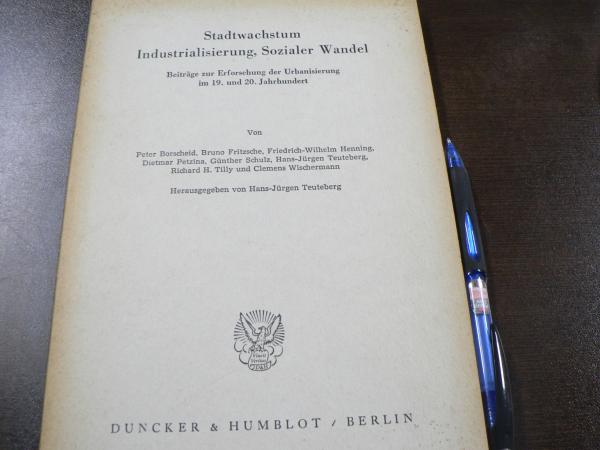 Stadtwachstum
Industrialisierung, Sozialer Wandel
Beiträge zur Erforschung der Urbanisierung
im 19. und 20. Jahrhundert
Von
Peter Borscheid, Bruno Fritzsche, Friedrich-Wilhelm Henning,
Dietmar Petzina, Günther Schulz, Hans-Jürgen Teuteberg,
Richard H. Tilly und Clemens Wischermann
Herausgegeben von Hans-Jürgen Teuteberg
DUNCKER & HUMBLOT / BERLIN